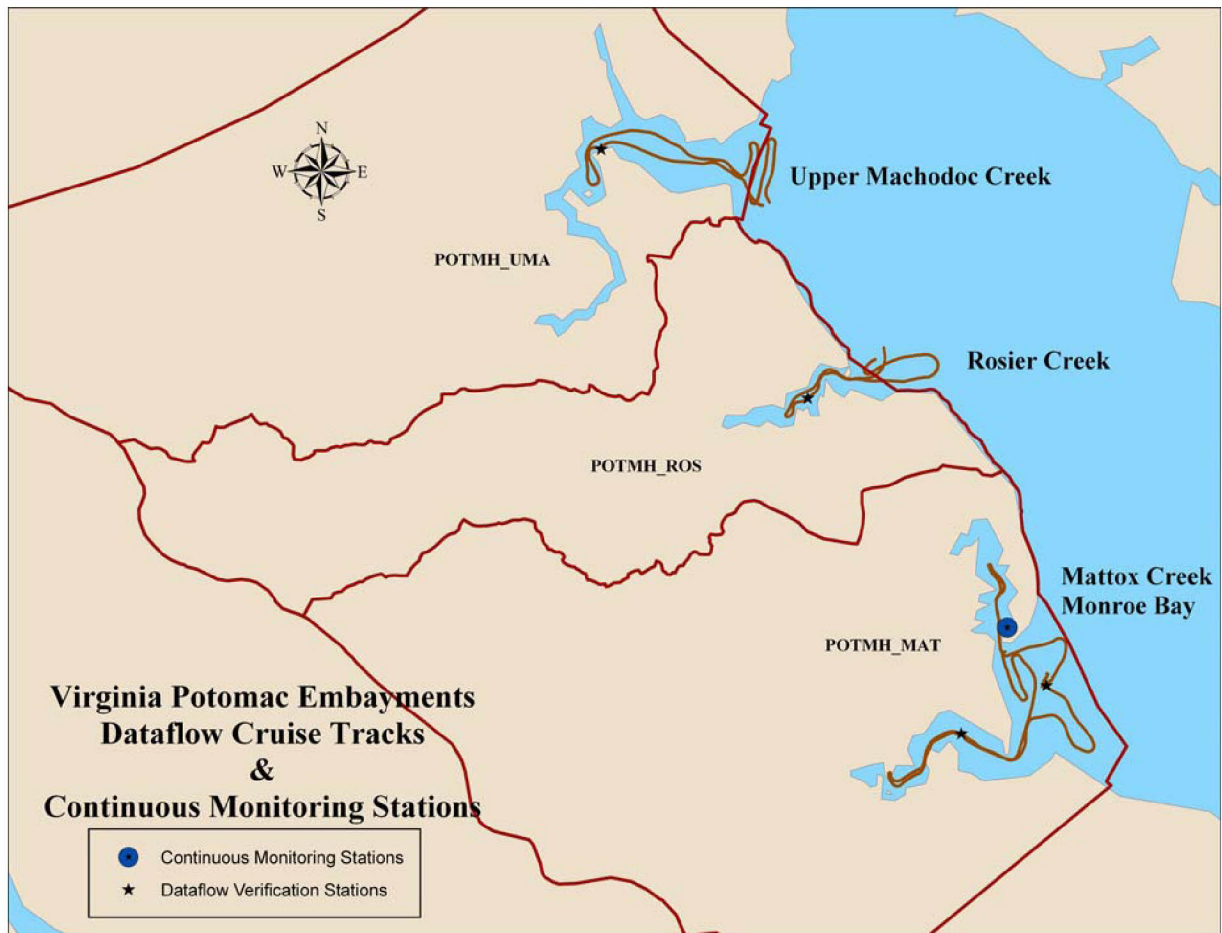 N
W E
S
Upper Machodoc Creek
POTMH_UMA
Rosier Creek
POTMH_ROS
Mattox Creek
Monroe Bay
POTMH_MAT
Virginia Potomac Embayments
Dataflow Cruise Tracks
&
Continuous Monitoring Stations
Continuous Monitoring Stations
Dataflow Verification Stations